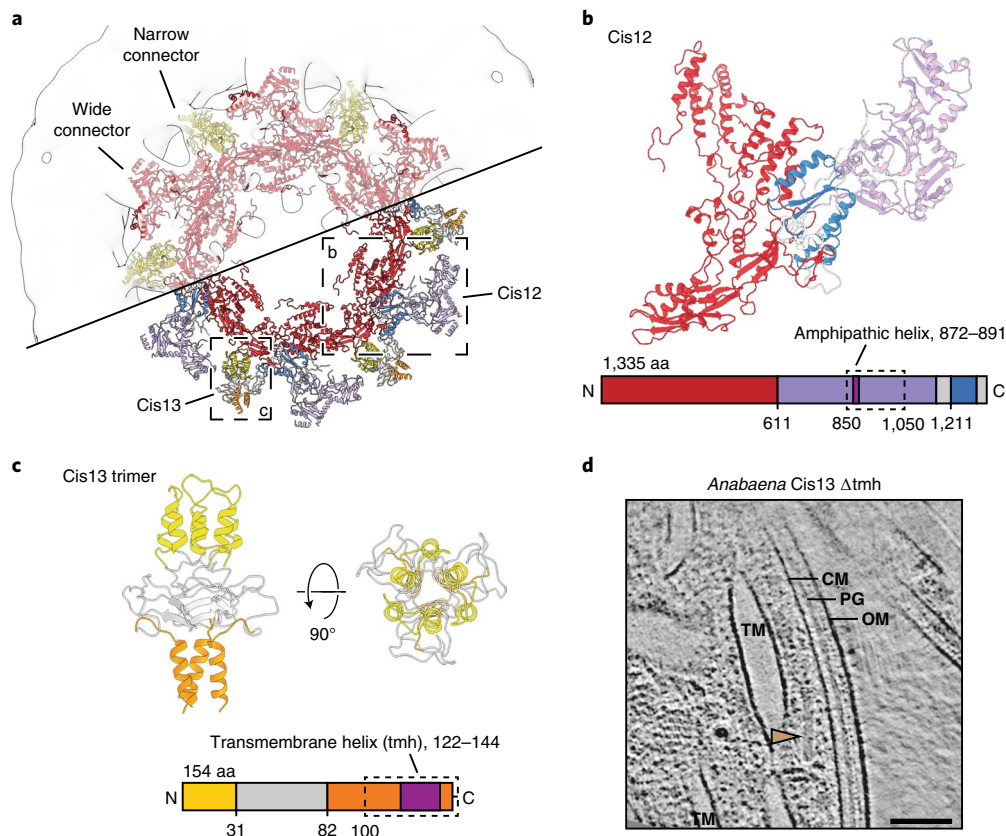 a
Narrow
connector
Wide
connector
b
Cis12
Cis13
c
b
Cis12
Amphipathic helix, 872–891
1,335 aa
N
C
611
850
1,050
1,211
c
Cis13 trimer
90°
Transmembrane helix (tmh), 122–144
154 aa
N
C
31
82
100
d
Anabaena Cis13 Δtmh
CM
PG
OM
TM
TM